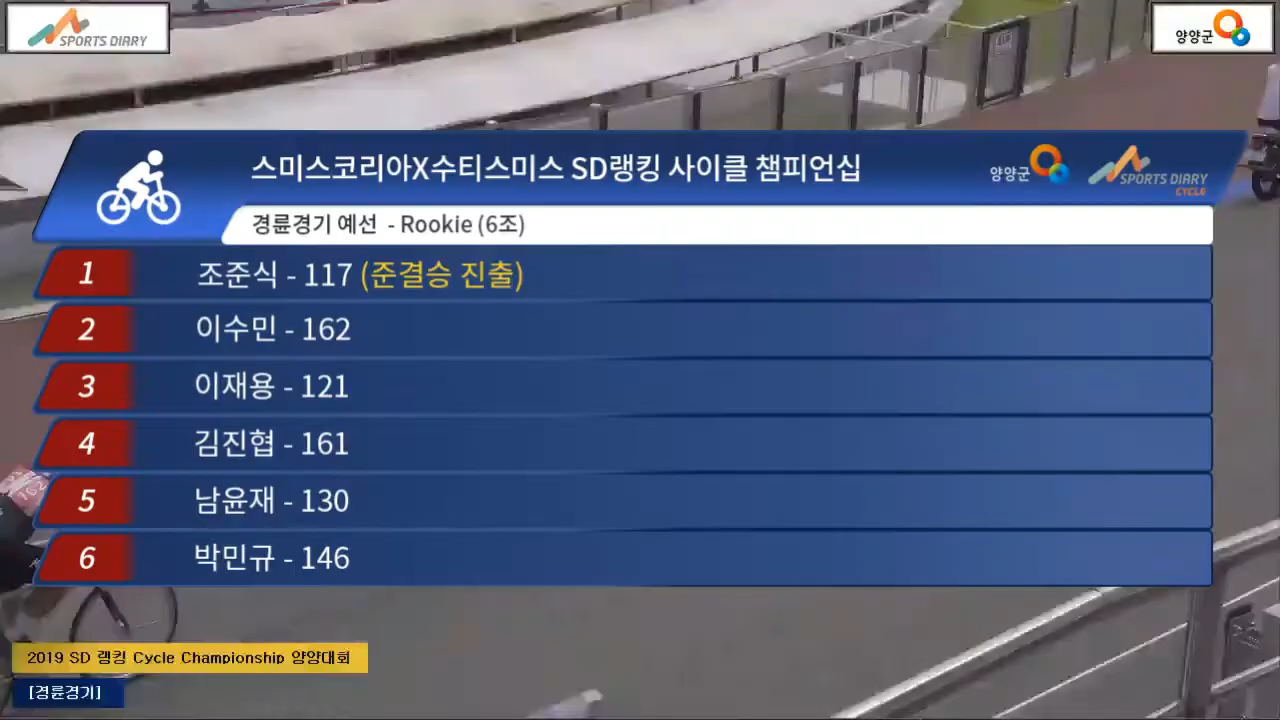 SPORTS DIARY
양양군
스미스코리아X수티스미스 SD랭킹 사이클 챔피언십
양양군
SPORTS DIARY
CYCLE
경륜경기 예선 - Rookie (6조)
1 조준식 - 117 (준결승 진출)
2 이수민 - 162
3 이재용 - 121
4 김진협 - 161
5 남윤재 - 130
6 박민규 - 146
162
2019 SD 랭킹 Cycle Championship 양양대회
[경륜경기]